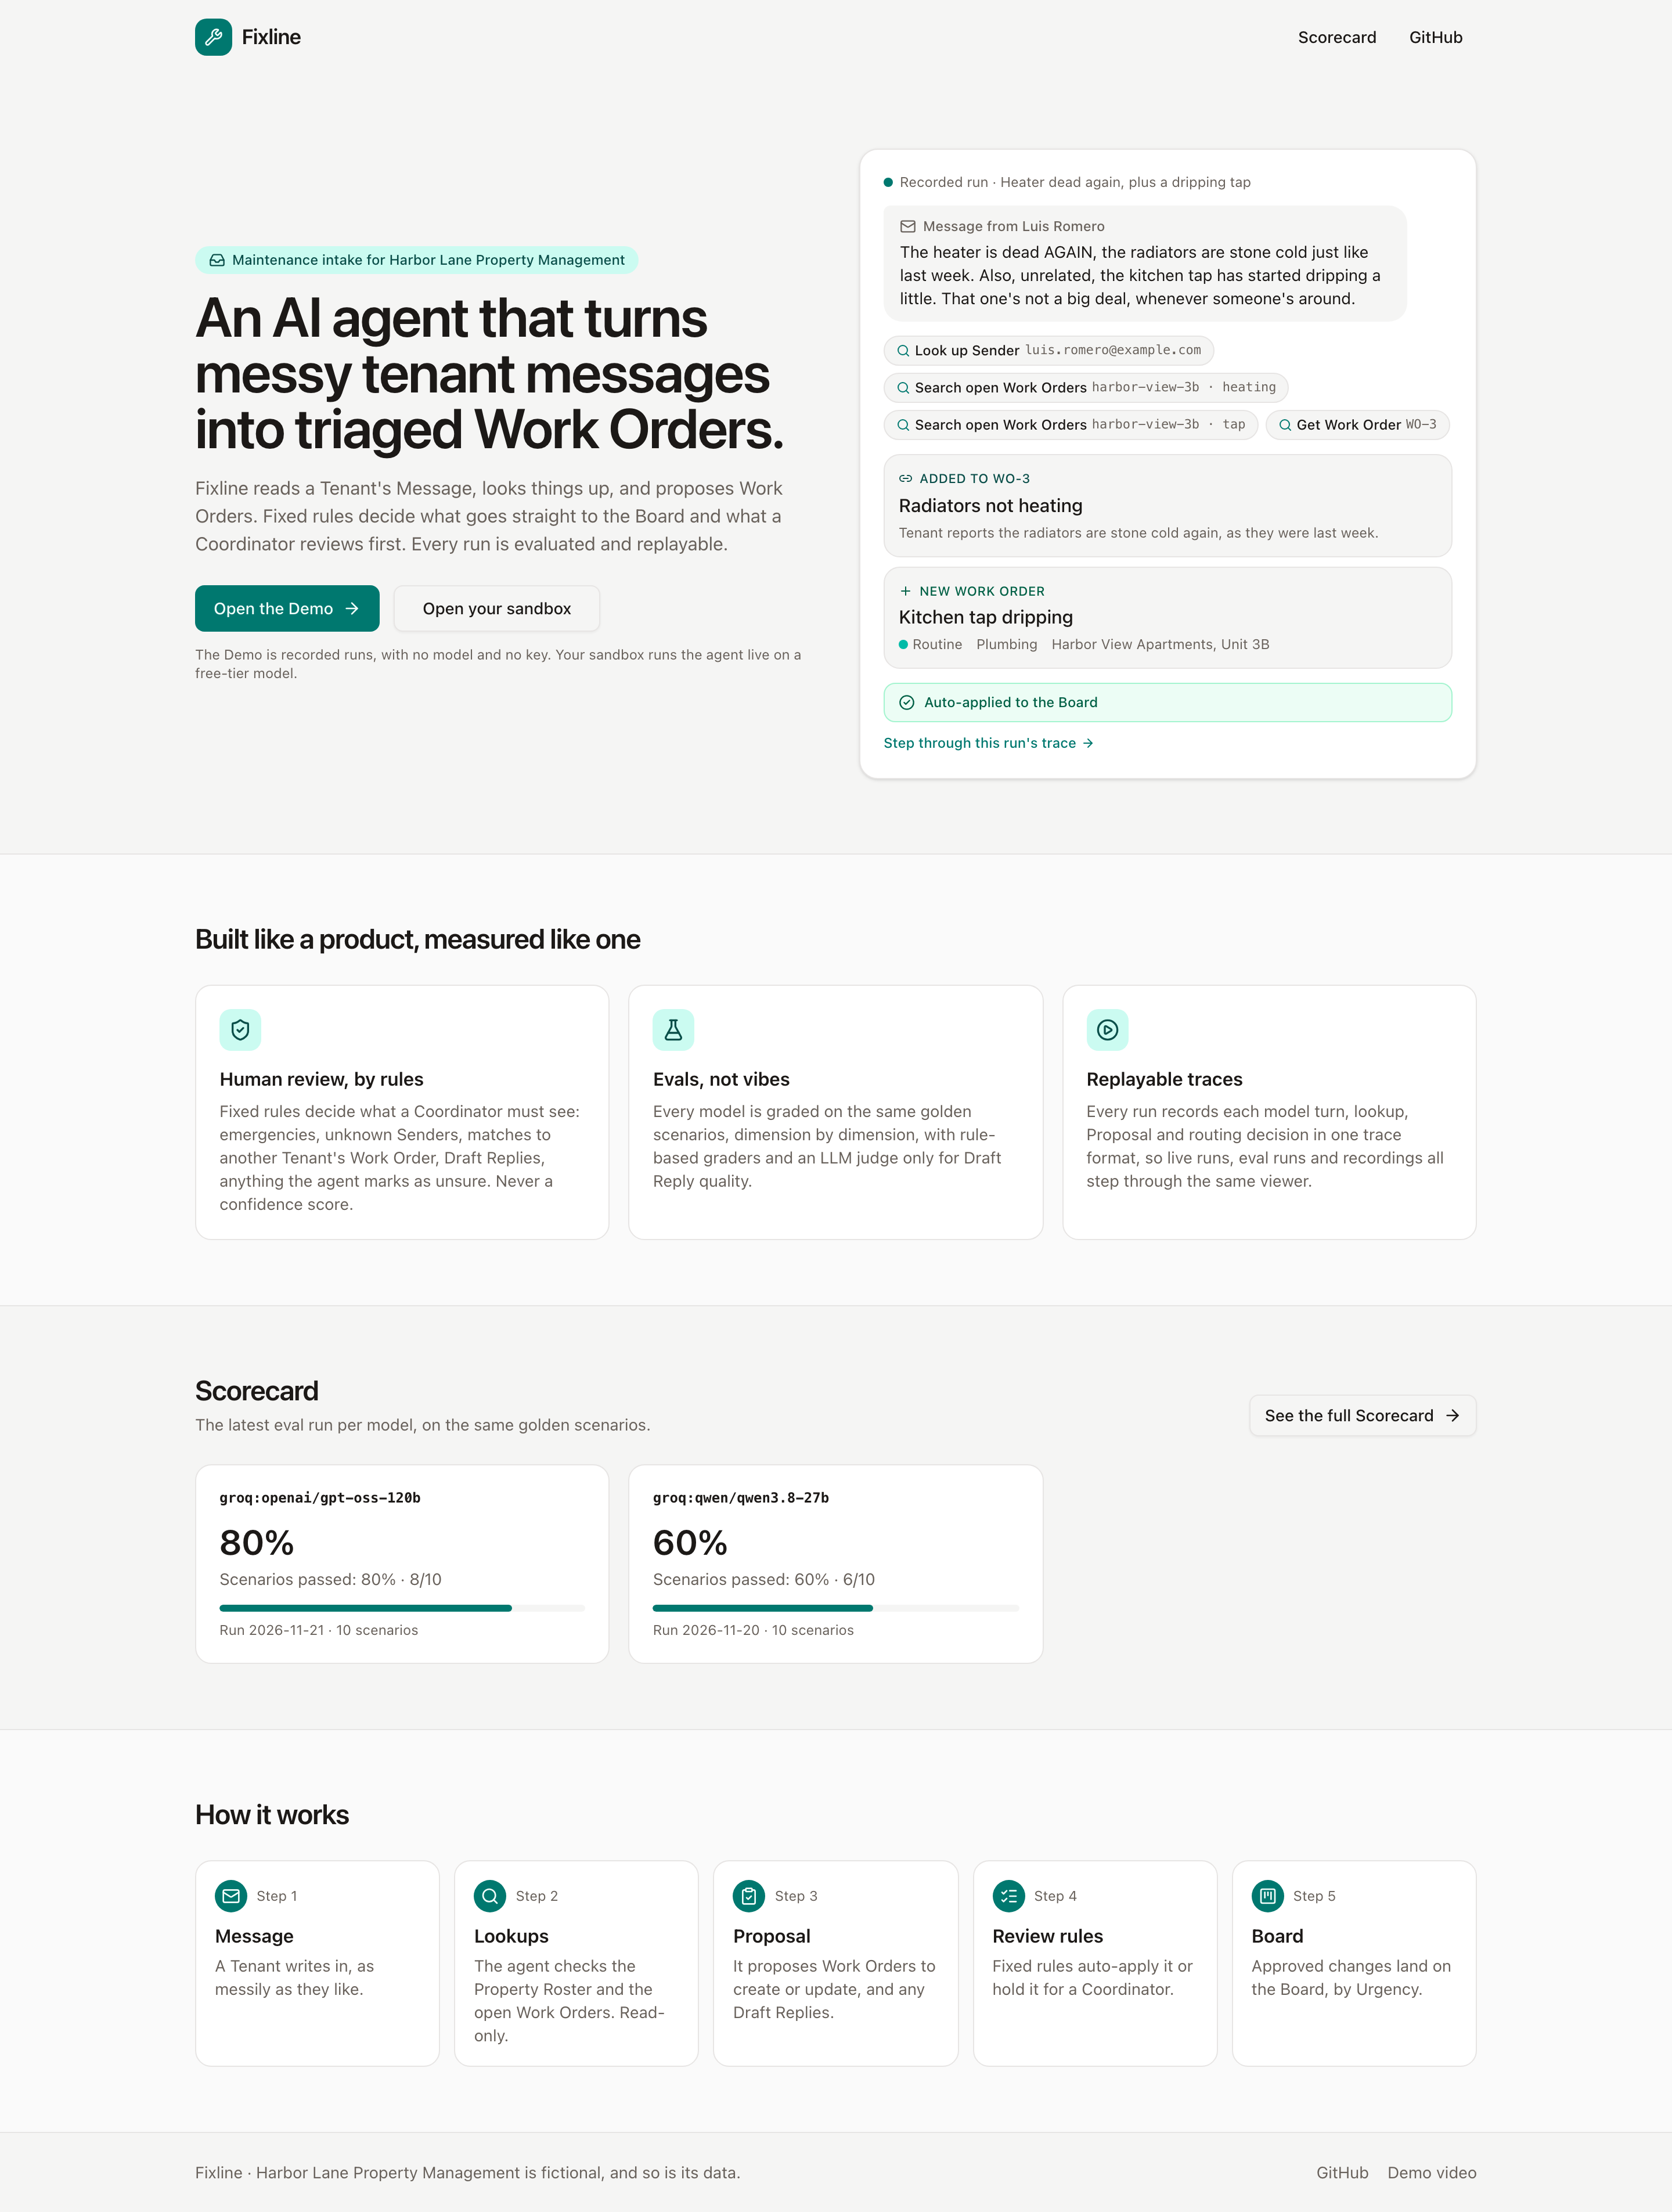 Fixline
Scorecard GitHub
Maintenance intake for Harbor Lane Property Management
An AI agent that turns
messy tenant messages
into triaged Work Orders.
Fixline reads a Tenant's Message, looks things up, and proposes Work
Orders. Fixed rules decide what goes straight to the Board and what a
Coordinator reviews first. Every run is evaluated and replayable.
Open the Demo → Open your sandbox
The Demo is recorded runs, with no model and no key. Your sandbox runs the agent live on a
free-tier model.
Recorded run · Heater dead again, plus a dripping tap
Message from Luis Romero
The heater is dead AGAIN, the radiators are stone cold just like
last week. Also, unrelated, the kitchen tap has started dripping a
little. That one's not a big deal, whenever someone's around.
Look up Sender luis.romero@example.com
Search open Work Orders harbor-view-3b · heating
Search open Work Orders harbor-view-3b · tap Get Work Order WO-3
ADDED TO WO-3
Radiators not heating
Tenant reports the radiators are stone cold again, as they were last week.
NEW WORK ORDER
Kitchen tap dripping
Routine Plumbing Harbor View Apartments, Unit 3B
Auto-applied to the Board
Step through this run's trace →
Built like a product, measured like one
Human review, by rules
Fixed rules decide what a Coordinator must see:
emergencies, unknown Senders, matches to
another Tenant's Work Order, Draft Replies,
anything the agent marks as unsure. Never a
confidence score.
Evals, not vibes
Every model is graded on the same golden
scenarios, dimension by dimension, with rule-
based graders and an LLM judge only for Draft
Reply quality.
Replayable traces
Every run records each model turn, lookup,
Proposal and routing decision in one trace
format, so live runs, eval runs and recordings all
step through the same viewer.
Scorecard
The latest eval run per model, on the same golden scenarios.
See the full Scorecard →
groq:openai/gpt-oss-120b
80%
Scenarios passed: 80% · 8/10
Run 2026-11-21 · 10 scenarios
groq:qwen/qwen3.8-27b
60%
Scenarios passed: 60% · 6/10
Run 2026-11-20 · 10 scenarios
How it works
Step 1
Message
A Tenant writes in, as
messily as they like.
Step 2
Lookups
The agent checks the
Property Roster and the
open Work Orders. Read-
only.
Step 3
Proposal
It proposes Work Orders to
create or update, and any
Draft Replies.
Step 4
Review rules
Fixed rules auto-apply it or
hold it for a Coordinator.
Step 5
Board
Approved changes land on
the Board, by Urgency.
Fixline · Harbor Lane Property Management is fictional, and so is its data.
GitHub Demo video